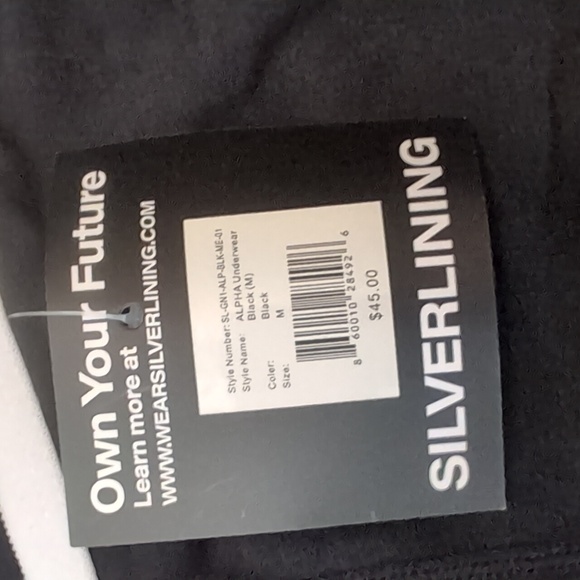 Own Your Future
Learn more at
WWW.WEARSILVERLINING.COM
Style Number: SL-GN1-ALP-BLK-ME-01
Style Name: ALPHA Underwear
Black (M)
Color: Black
Size: M
8 60010 28492 6
$45.00
SILVERLINING